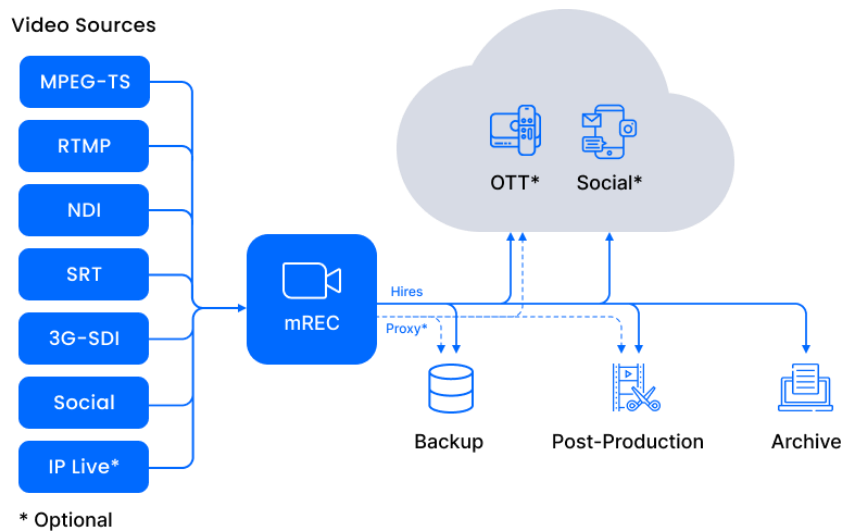 Video Sources
MPEG-TS
RTMP
NDI
SRT
3G-SDI
Social
IP Live*
* Optional
mREC
Hires
Proxy*
OTT*
Social*
Backup
Post-Production
Archive